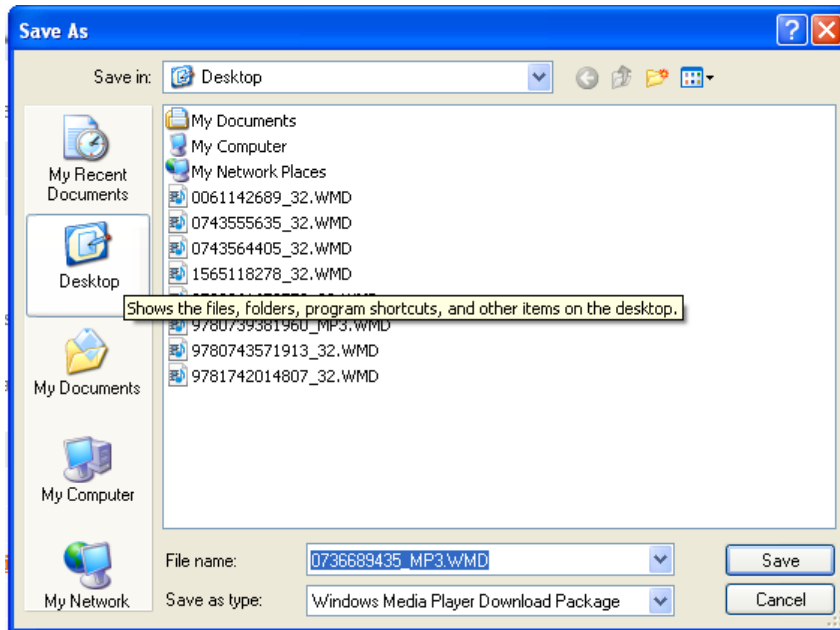 Save As
Save in:
Desktop
My Recent
Documents
Desktop
My Documents
My Computer
My Network
My Documents
My Computer
My Network Places
0061142689_32.WMD
0743555635_32.WMD
0743564405_32.WMD
1565118278_32.WMD
Shows the files, folders, program shortcuts, and other items on the desktop.
9780739381960_MP3.WMD
9780743571913_32.WMD
9781742014807_32.WMD
File name:
0736689435_MP3.WMD
Save
Save as type:
Windows Media Player Download Package
Cancel